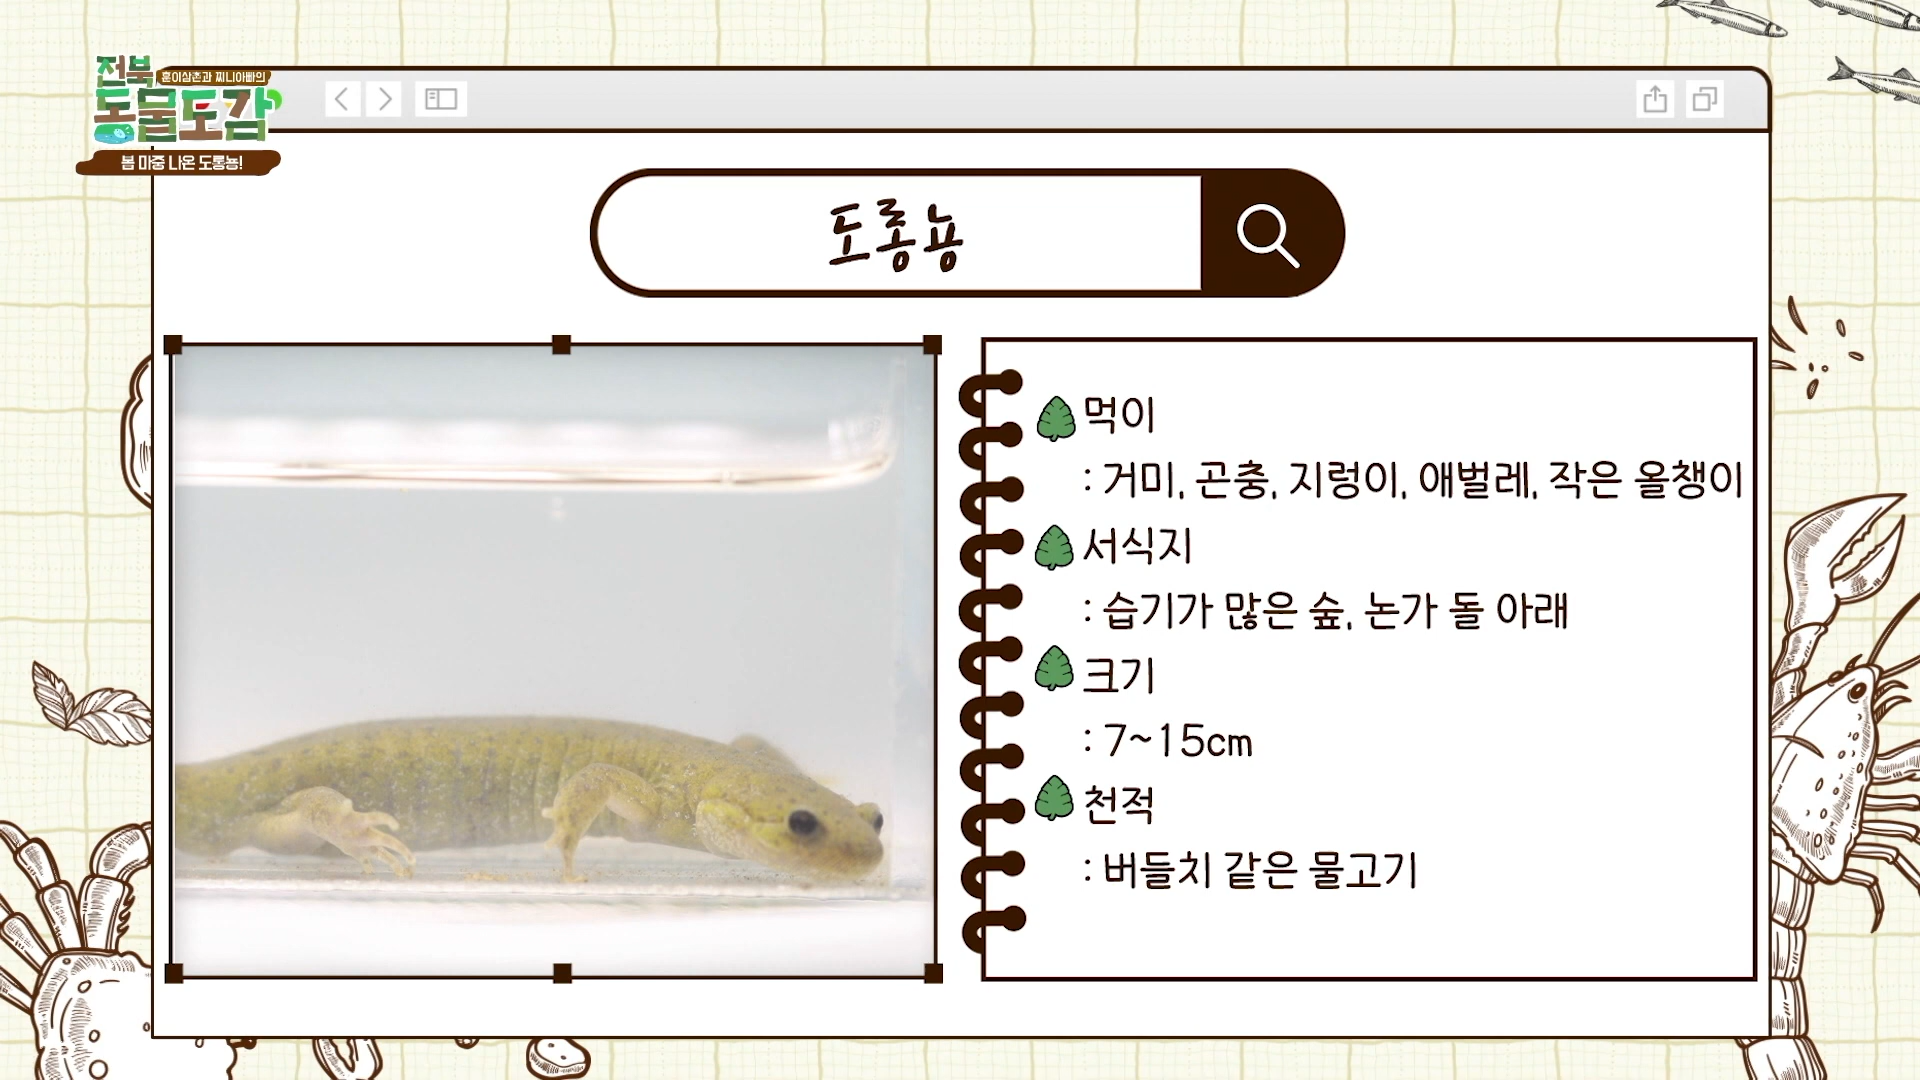 전북
훈이삼촌과 찌니아빠의
동물도감
봄 마중 나온 도롱뇽!
도롱뇽
먹이
: 거미, 곤충, 지렁이, 애벌레, 작은 올챙이
서식지
: 습기가 많은 숲, 논가 돌 아래
크기
: 7~15cm
천적
: 버들치 같은 물고기